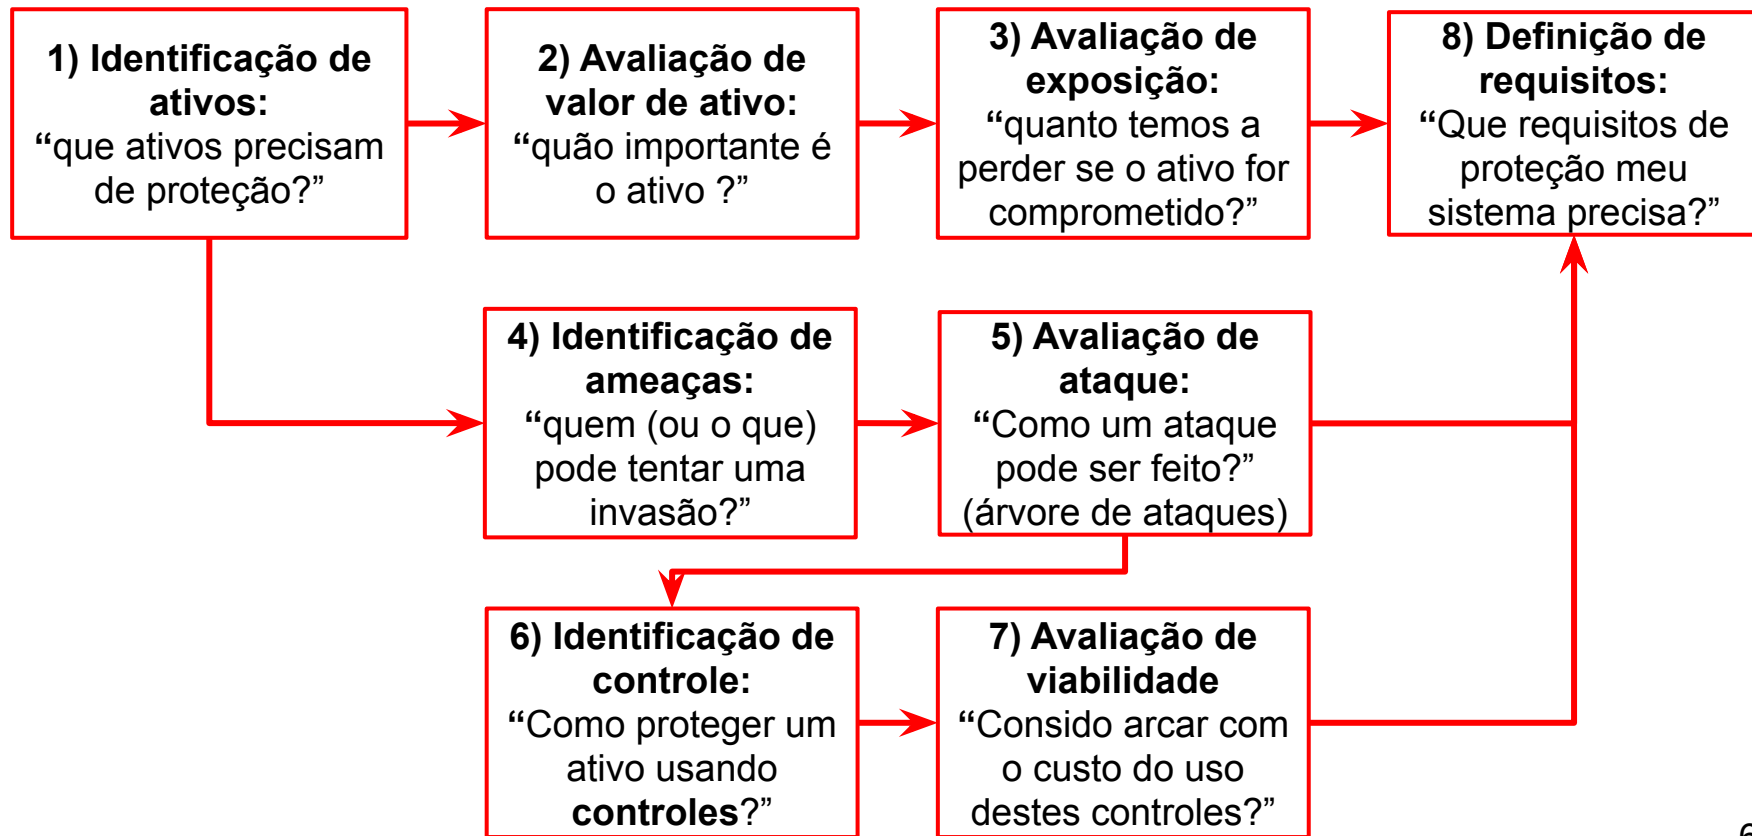 1) Identificação de
ativos:
“que ativos precisam
de proteção?”
2) Avaliação de
valor de ativo:
“quão importante é
o ativo ?”
3) Avaliação de
exposição:
“quanto temos a
perder se o ativo for
comprometido?”
8) Definição de
requisitos:
“Que requisitos de
proteção meu
sistema precisa?”
4) Identificação de
ameaças:
“quem (ou o que)
pode tentar uma
invasão?”
5) Avaliação de
ataque:
“Como um ataque
pode ser feito?”
(árvore de ataques)
6) Identificação de
controle:
“Como proteger um
ativo usando
controles?”
7) Avaliação de
viabilidade
“Consido arcar com
o custo do uso
destes controles?”
6